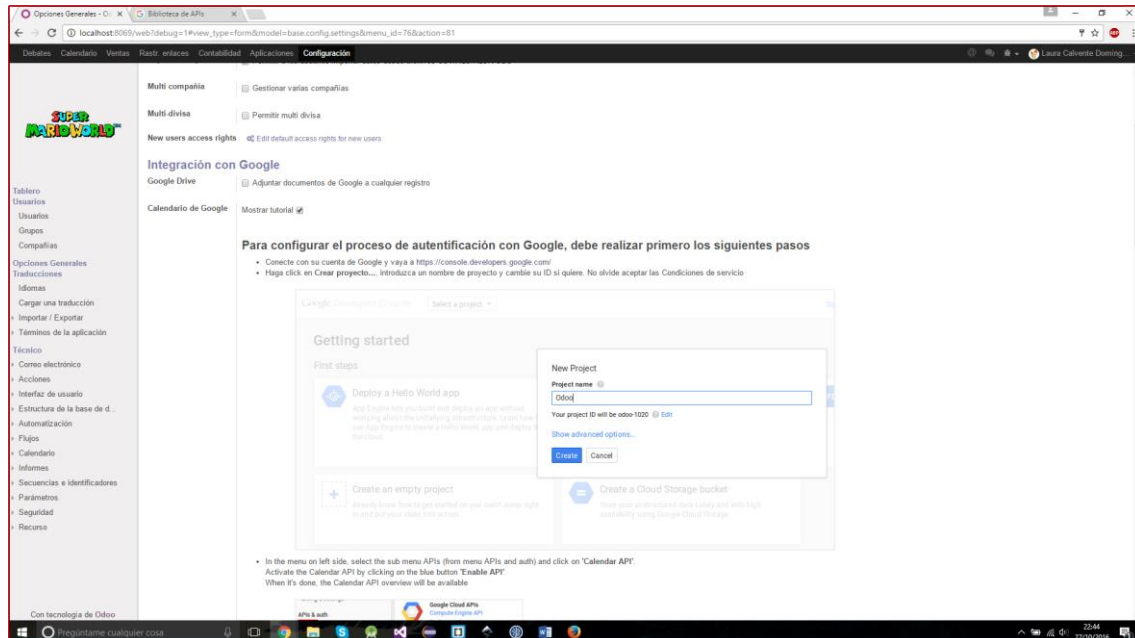 Opciones Generales - O
Biblioteca de APIs
localhost:8069/web?debug=1#view_type=form&model=base.config.settings&menu_id=76&action=81
Debates Calendario Ventas Rastr. enlaces Contabilidad Aplicaciones Configuración
Laura Calvente Doming...
SUPER
MARIO WORLD
Multi compañía
Gestionar varias compañías
Multi-divisa
Permitir multi divisa
New users access rights
Edit default access rights for new users
Integración con Google
Google Drive
Adjuntar documentos de Google a cualquier registro
Calendario de Google
Mostrar tutorial
Tablero
Usuarios
Usuarios
Grupos
Compañías
Opciones Generales
Traducciones
Idiomas
Cargar una traducción
Importar / Exportar
Términos de la aplicación
Técnico
Correo electrónico
Acciones
Interfaz de usuario
Estructura de la base de d...
Automatización
Flujos
Calendario
Informes
Secuencias e identificadores
Parámetros
Seguridad
Recurso
Con tecnología de Odoo
Para configurar el proceso de autentificación con Google, debe realizar primero los siguientes pasos
Conecte con su cuenta de Google y vaya a https://console.developers.google.com/
Haga click en Crear proyecto..., introduzca un nombre de proyecto y cambie su ID si quiere. No olvide aceptar las Condiciones de servicio
Google Developers Console
Select a project
Getting started
First steps
Deploy a Hello World app
Create an empty project
Create a Cloud Storage bucket
New Project
Project name
Odoo
Your project ID will be odoo-1020 Edit
Show advanced options...
Create Cancel
In the menu on left side, select the sub menu APIs (from menu APIs and auth) and click on 'Calendar API'.
Activate the Calendar API by clicking on the blue button 'Enable API'.
When it's done, the Calendar API overview will be available
APIs & auth
Google Cloud APIs
Compute Engine API
Pregúntame cualquier cosa
22:44
27/10/2016